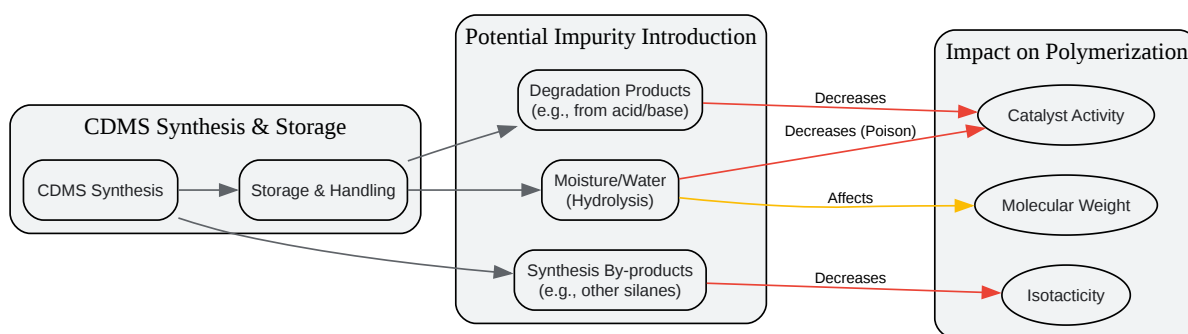 CDMS Synthesis & Storage
CDMS Synthesis
Storage & Handling
Potential Impurity Introduction
Degradation Products
(e.g., from acid/base)
Moisture/Water
(Hydrolysis)
Synthesis By-products
(e.g., other silanes)
Decreases
Decreases (Poison)
Affects
Decreases
Impact on Polymerization
Catalyst Activity
Molecular Weight
Isotacticity